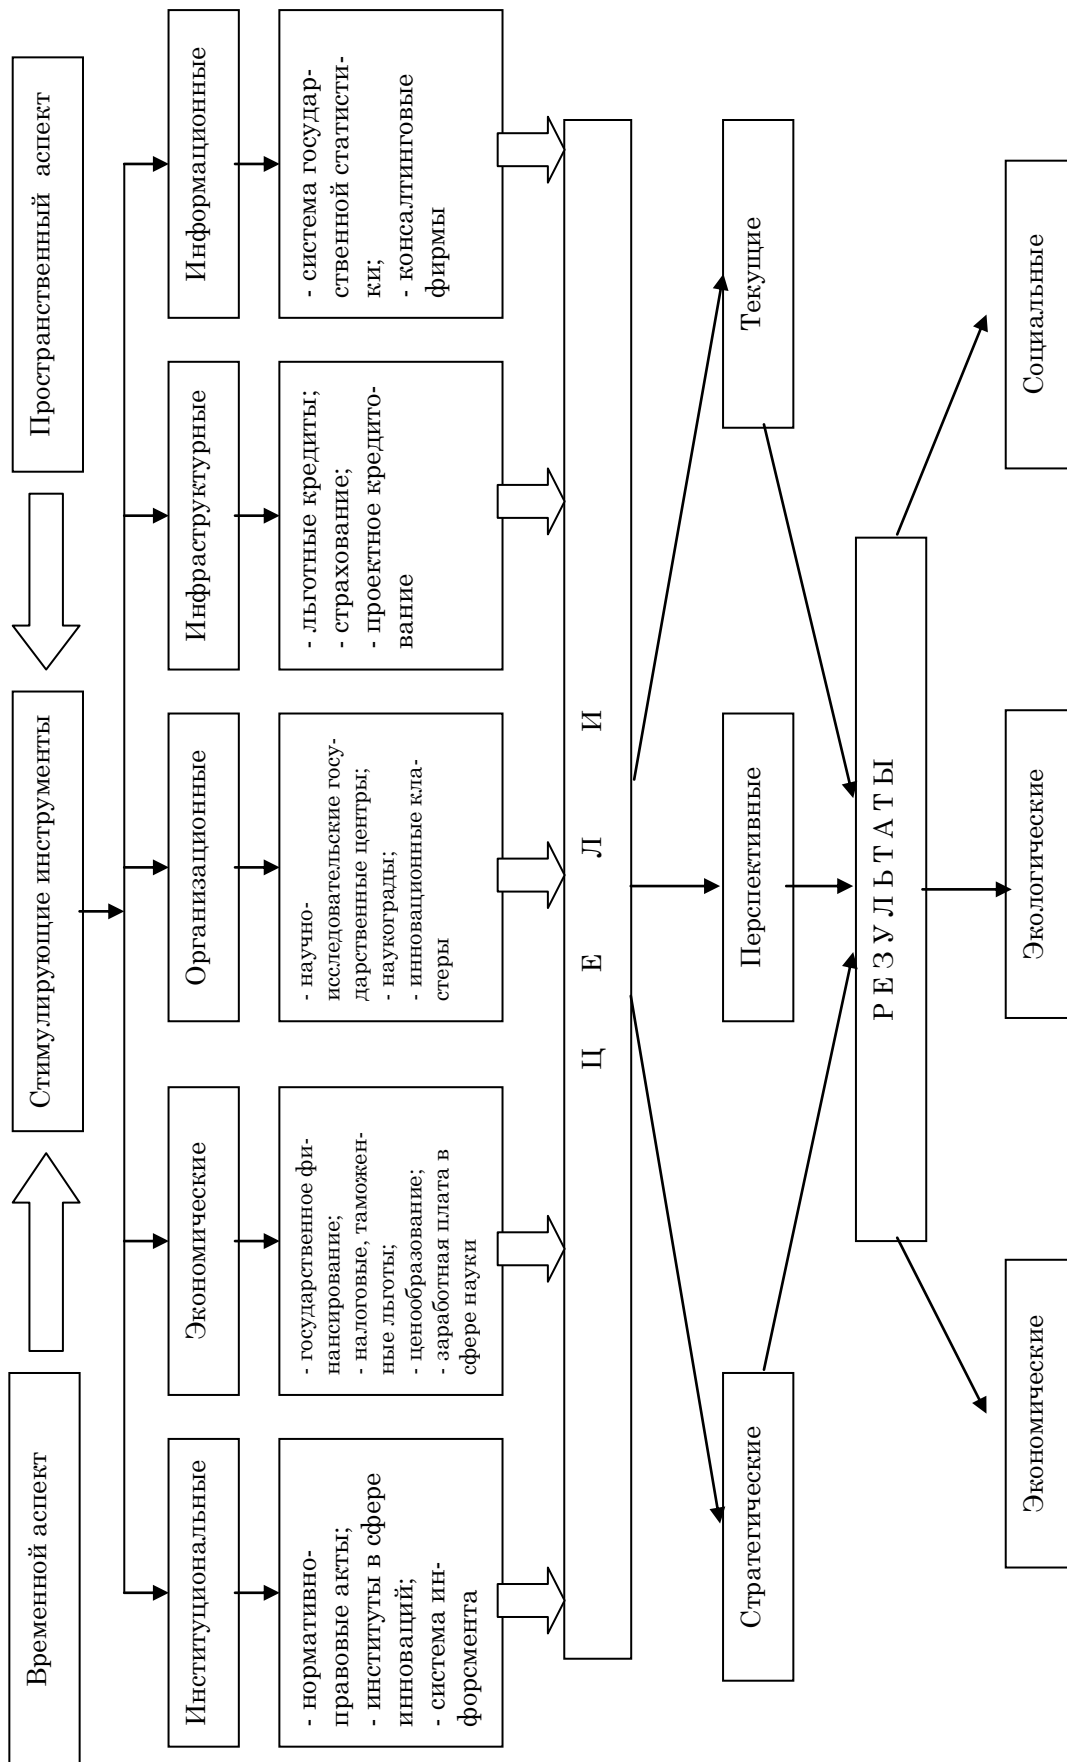 Временной аспект
Стимулирующие инструменты
Пространственный аспект
Институциональные
Экономические
Организационные
Инфраструктурные
Информационные
- нормативно-
правовые акты;
- институты в сфере
инноваций;
- система ин-
форсмента
- государственное фи-
нансирование;
- налоговые, таможен-
ные льготы;
- ценообразование;
- заработная плата в
сфере науки
- научно-
исследовательские госу-
дарственные центры;
- наукограды;
- инновационные кла-
стеры
- льготные кредиты;
- страхование;
- проектное кредито-
вание
- система государ-
ственной статисти-
ки;
- консалтинговые
фирмы
Ц Е Л И
Стратегические
Перспективные
Текущие
Р Е З У Л Ь Т А Т Ы
Экономические
Экологические
Социальные